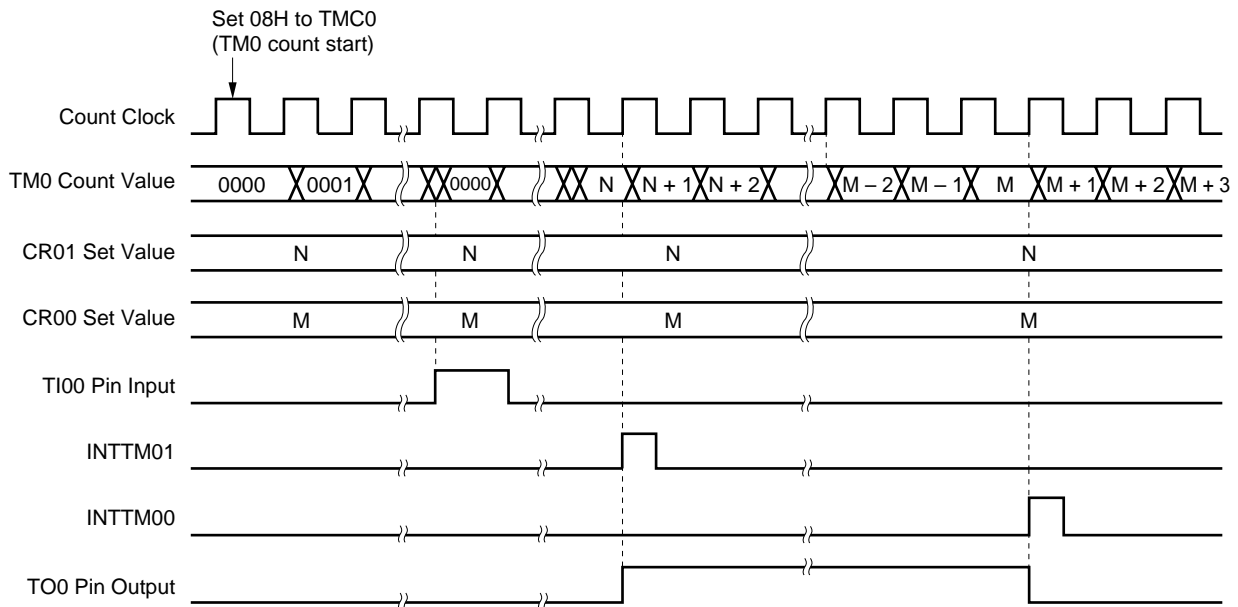 Set 08H to TMC0
(TM0 count start)
Count Clock
TM0 Count Value 0000 0001 0000 N N + 1 N + 2 M – 2 M – 1 M M + 1 M + 2 M + 3
CR01 Set Value N N N N
CR00 Set Value M M M M
TI00 Pin Input
INTTM01
INTTM00
TO0 Pin Output